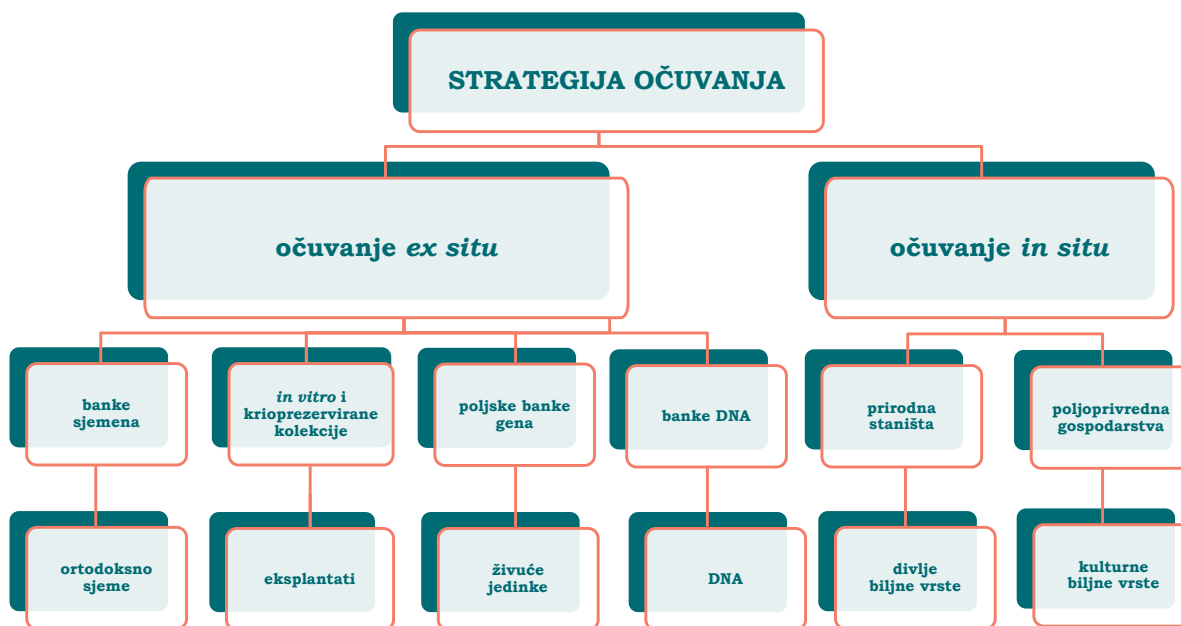 STRATEGIJA OČUVANJA
očuvanje ex situ
očuvanje in situ
banke
sjemena
in vitro i
krioprezervirane
kolekcije
poljske banke
gena
banke DNA
prirodna
staništa
poljoprivredna
gospodarstva
ortodoksno
sjeme
eksplantati
živuće
jedinke
DNA
divlje
biljne vrste
kulturne
biljne vrste